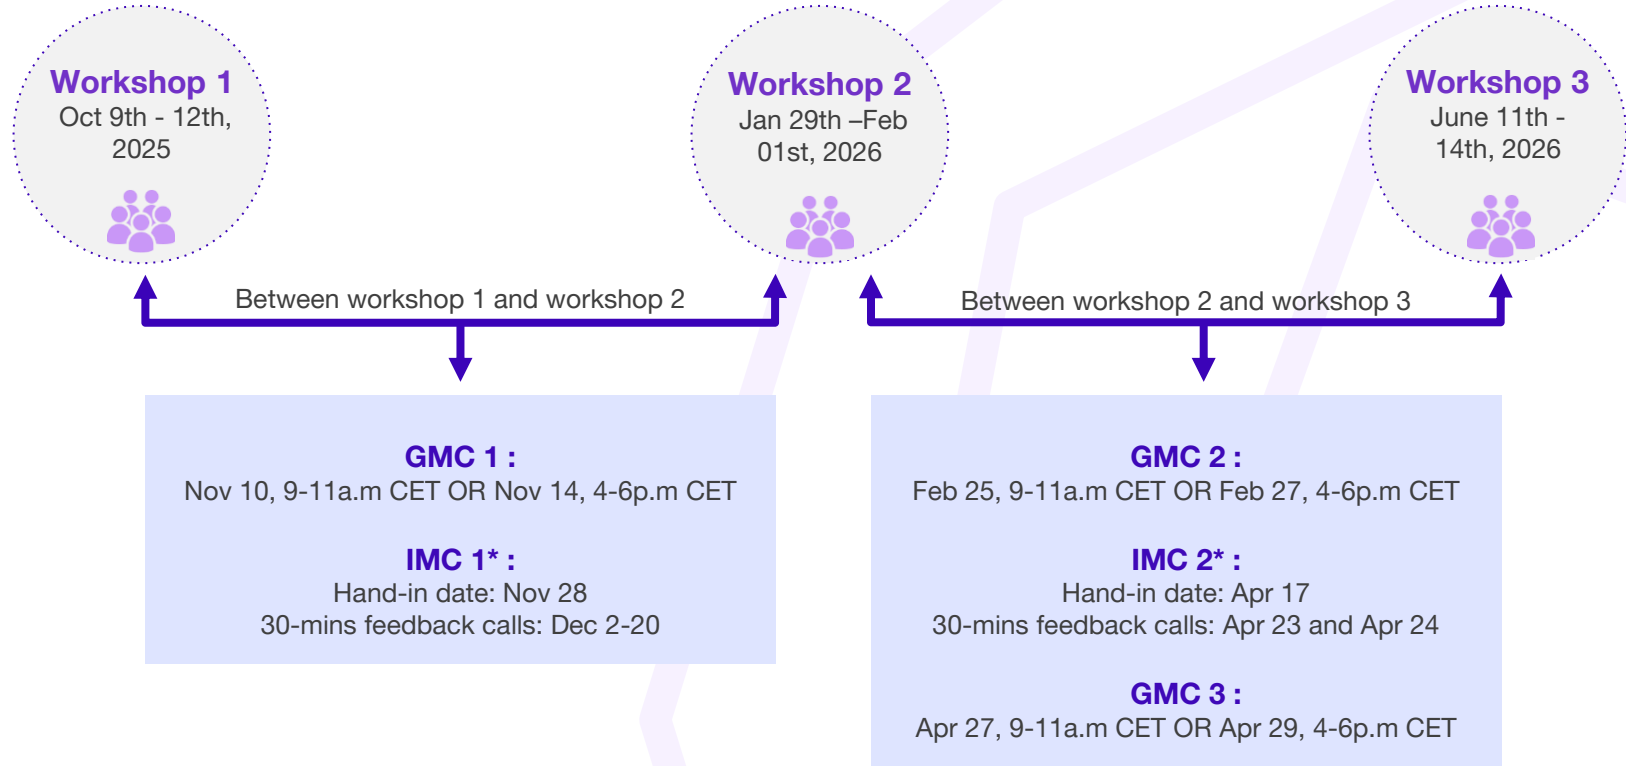 Workshop 1
Oct 9th - 12th,
2025
Workshop 2
Jan 29th –Feb
01st, 2026
Workshop 3
June 11th -
14th, 2026
Between workshop 1 and workshop 2
Between workshop 2 and workshop 3
GMC 1 :
Nov 10, 9-11a.m CET OR Nov 14, 4-6p.m CET
IMC 1* :
Hand-in date: Nov 28
30-mins feedback calls: Dec 2-20
GMC 2 :
Feb 25, 9-11a.m CET OR Feb 27, 4-6p.m CET
IMC 2* :
Hand-in date: Apr 17
30-mins feedback calls: Apr 23 and Apr 24
GMC 3 :
Apr 27, 9-11a.m CET OR Apr 29, 4-6p.m CET